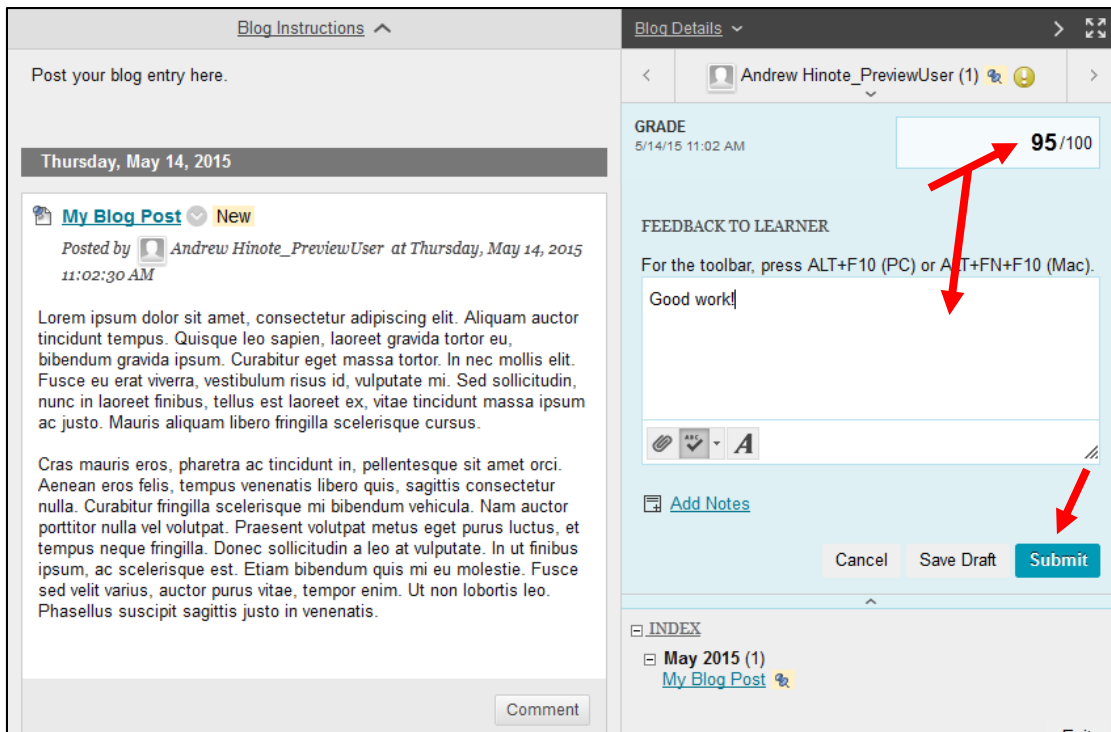 Blog Instructions
Post your blog entry here.
Thursday, May 14, 2015
My Blog Post New
Posted by Andrew Hinote_PreviewUser at Thursday, May 14, 2015
11:02:30 AM
Lorem ipsum dolor sit amet, consectetur adipiscing elit. Aliquam auctor
tincidunt tempus. Quisque leo sapien, laoreet gravida tortor eu,
bibendum gravida ipsum. Curabitur eget massa tortor. In nec mollis elit.
Fusce eu erat viverra, vestibulum risus id, vulputate mi. Sed sollicitudin,
nunc in laoreet finibus, tellus est laoreet ex, vitae tincidunt massa ipsum
ac justo. Mauris aliquam libero fringilla scelerisque cursus.
Cras mauris eros, pharetra ac tincidunt in, pellentesque sit amet orci.
Aenean eros felis, tempus venenatis libero quis, sagittis consectetur
nulla. Curabitur fringilla scelerisque mi bibendum vehicula. Nam auctor
porttitor nulla vel volutpat. Praesent volutpat metus eget purus luctus, et
tempus neque fringilla. Donec sollicitudin a leo at vulputate. In ut finibus
ipsum, ac scelerisque est. Etiam bibendum quis mi eu molestie. Fusce
sed velit varius, auctor purus vitae, tempor enim. Ut non lobortis leo.
Phasellus suscipit sagittis justo in venenatis.
Comment
Blog Details
Andrew Hinote_PreviewUser (1)
GRADE
5/14/15 11:02 AM
95/100
FEEDBACK TO LEARNER
For the toolbar, press ALT+F10 (PC) or ALT+FN+F10 (Mac).
Good work!
ABC
A
Add Notes
Cancel Save Draft Submit
INDEX
May 2015 (1)
My Blog Post